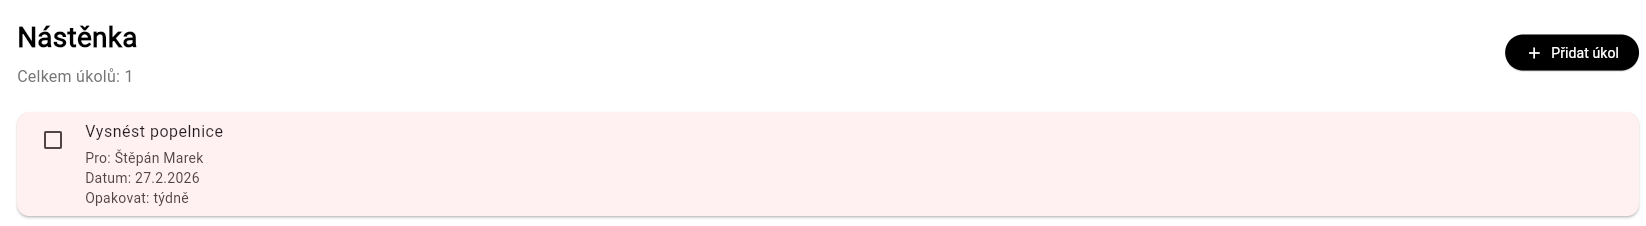 Nástěnka
Celkem úkolů: 1
Přidat úkol
Vysnést popelnice
Pro: Štěpán Marek
Datum: 27.2.2026
Opakovat: týdně